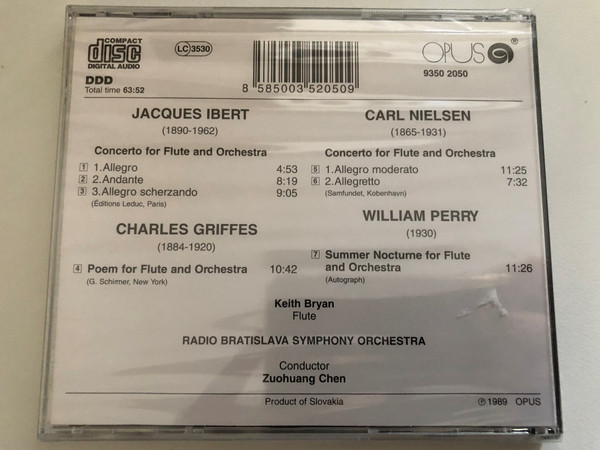 COMPACT
disc
DIGITAL AUDIO
LC 3530
OPUS
®
DDD
Total time 63:52
8 585003 520509
9350 2050
JACQUES IBERT
(1890-1962)
Concerto for Flute and Orchestra
1 1.Allegro 4:53
2 2.Andante 8:19
3 3.Allegro scherzando 9:05
(Éditions Leduc, Paris)
CHARLES GRIFFES
(1884-1920)
4 Poem for Flute and Orchestra 10:42
(G. Schirmer, New York)
CARL NIELSEN
(1865-1931)
Concerto for Flute and Orchestra
5 1.Allegro moderato 11:25
6 2.Allegretto 7:32
(Samfundet, Kobenhavn)
WILLIAM PERRY
(1930)
7 Summer Nocturne for Flute
and Orchestra 11:26
(Autograph)
Keith Bryan
Flute
RADIO BRATISLAVA SYMPHONY ORCHESTRA
Conductor
Zuohuang Chen
Product of Slovakia
℗ 1989 OPUS